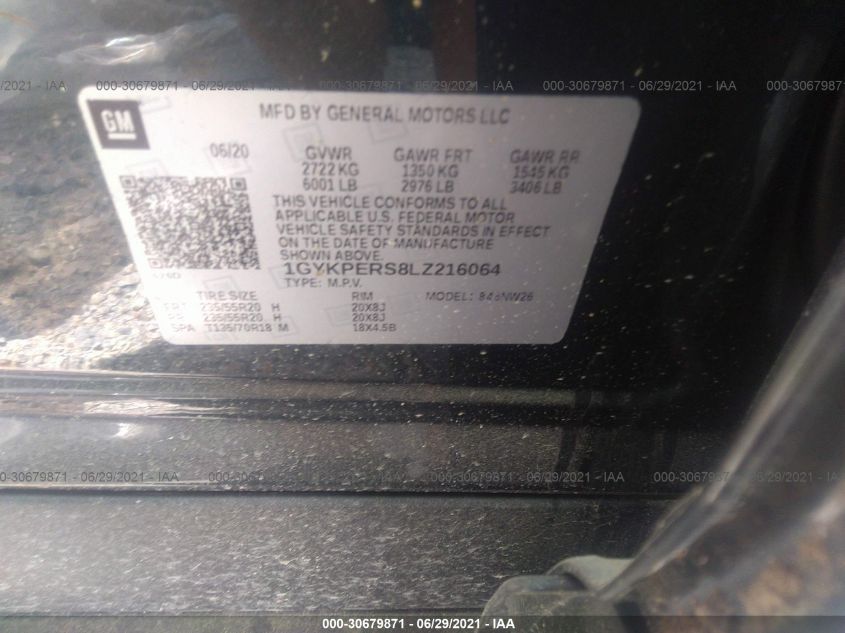 000-30679871 - 06/29/2021 - IAA
MFD BY GENERAL MOTORS LLC
GM
06/20 GVWR GAWR FRT GAWR RR
2722 KG 1350 KG 1545 KG
6001 LB 2976 LB 3406 LB
THIS VEHICLE CONFORMS TO ALL
APPLICABLE U.S. FEDERAL MOTOR
VEHICLE SAFETY STANDARDS IN EFFECT
ON THE DATE OF MANUFACTURE
SHOWN ABOVE.
1GYKPERS8LZ216064
TYPE: M.P.V. MODEL:
TIRE SIZE RIM
FRT 235/55R20 H 20X8J
RR 235/55R20 H 20X8J
SPA T135/70R18 M 18X4.5B
000-30679871 - 06/29/2021 - IAA
000-30679871 - 06/29/2021 - IAA